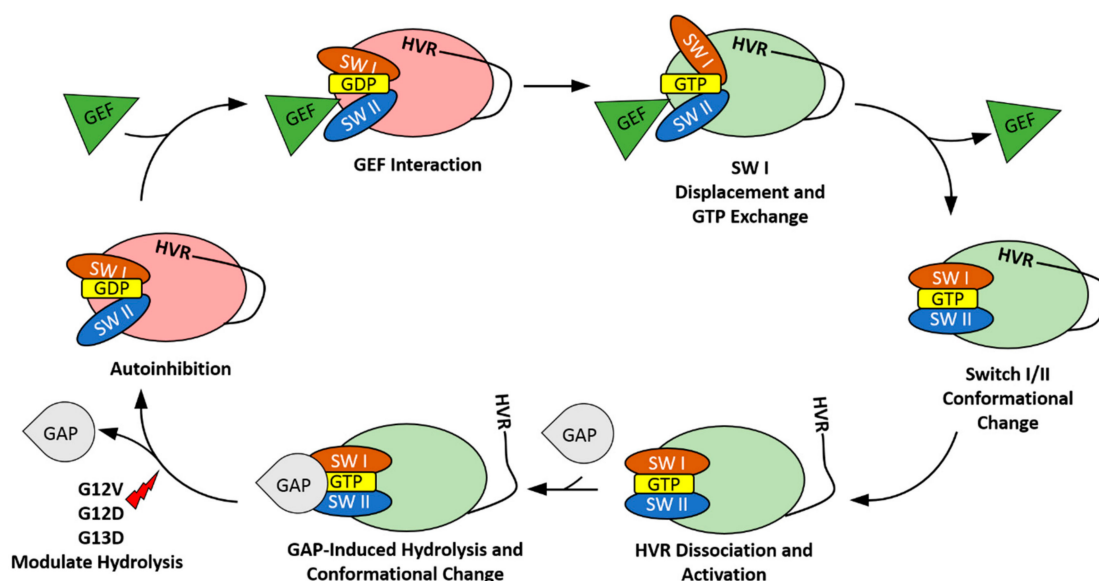 HVR
SW I
GDP
SW II
GEF
GEF
GEF Interaction
HVR
SW I
GTP
SW II
GEF
SW I
Displacement and
GTP Exchange
GEF
HVR
SW I
GTP
SW II
Switch I/II
Conformational
Change
HVR
SW I
GDP
SW II
Autoinhibition
GAP
G12V
G12D
G13D
Modulate Hydrolysis
HVR
SW I
GTP
SW II
GAP
GAP-Induced Hydrolysis and
Conformational Change
GAP
HVR
SW I
GTP
SW II
HVR Dissociation and
Activation